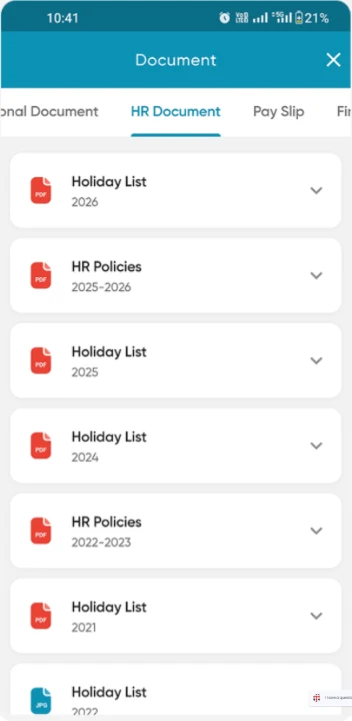 10:41
21%
Document
onal Document
HR Document
Pay Slip
Fi
PDF
Holiday List
2026
PDF
HR Policies
2025-2026
PDF
Holiday List
2025
PDF
Holiday List
2024
PDF
HR Policies
2022-2023
PDF
Holiday List
2021
JPG
Holiday List
2022